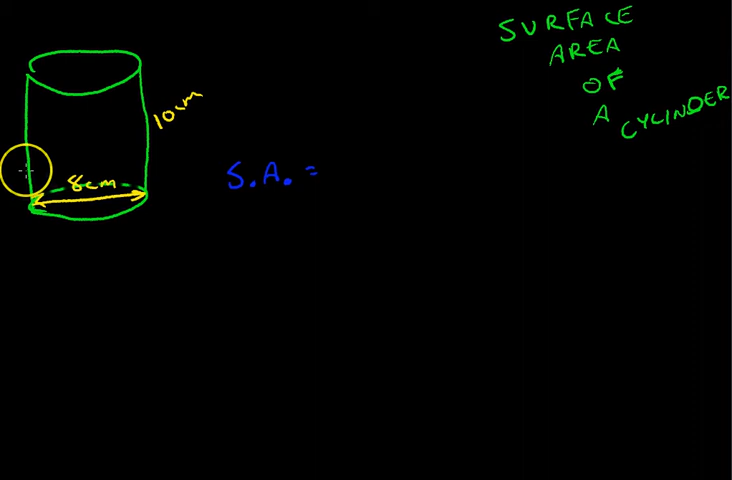 SURFACE
AREA
OF
A
CYLINDER
10cm
8cm
S.A. =